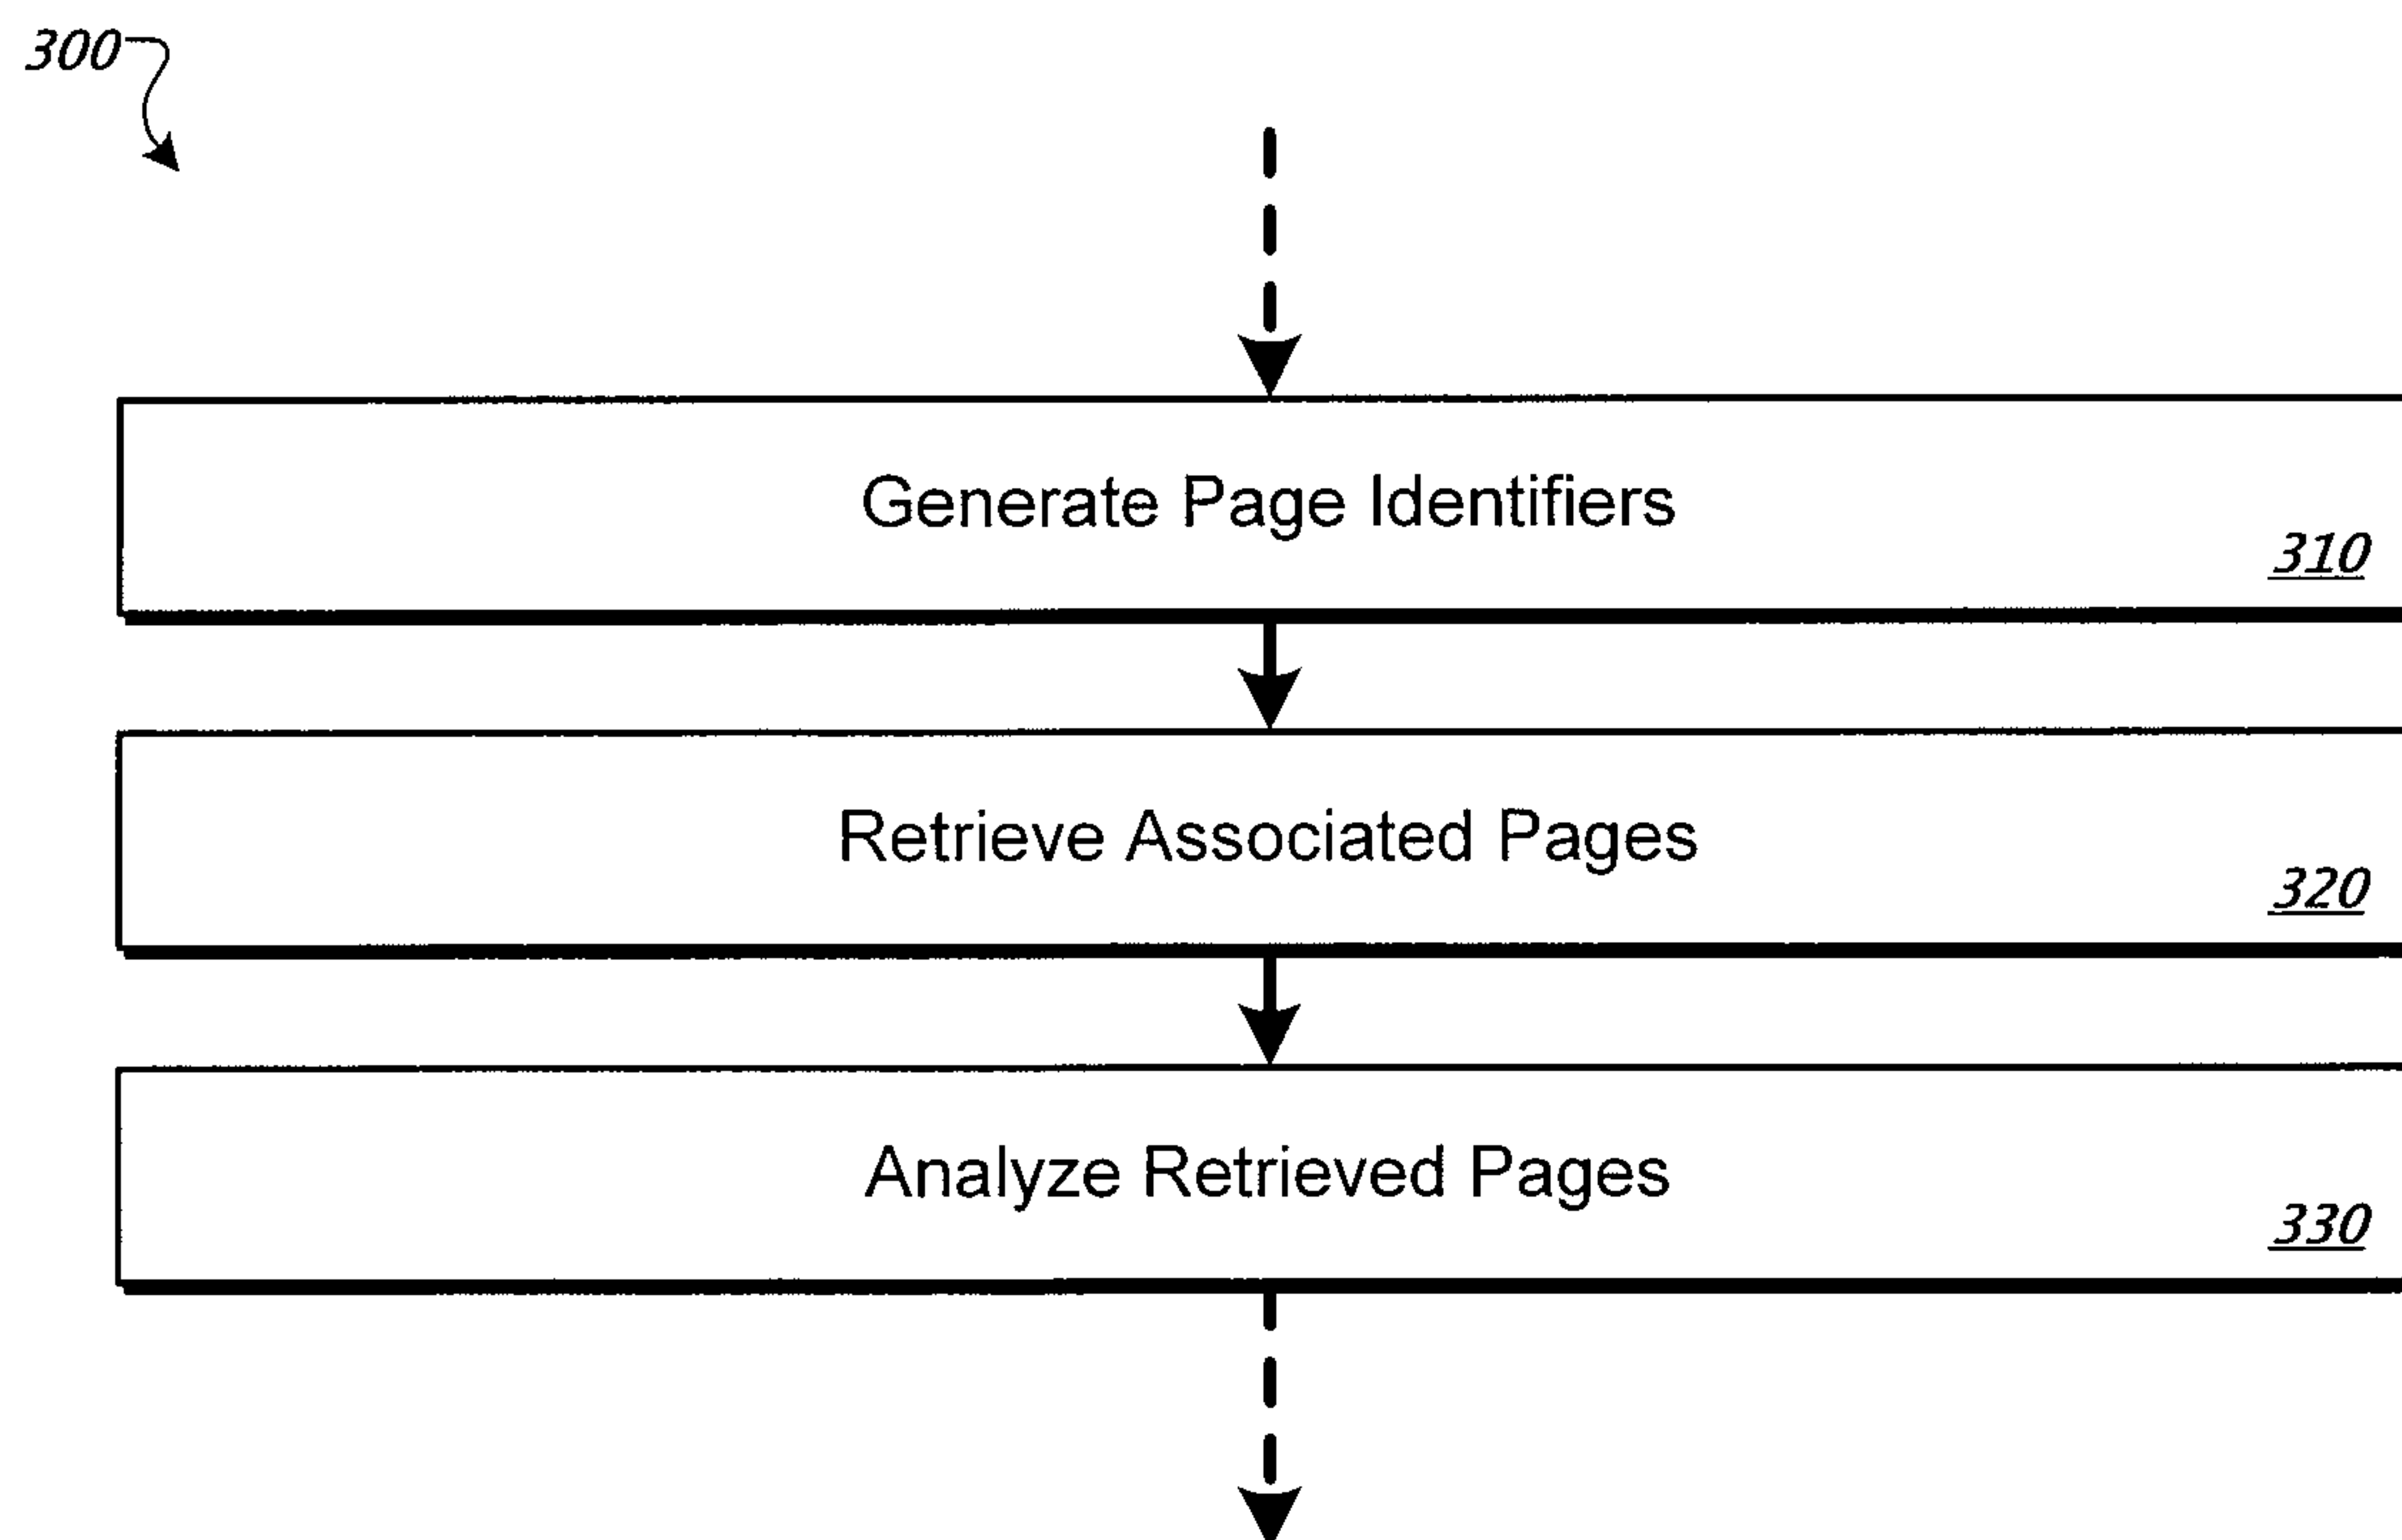 300
Generate Page Identifiers
310
Retrieve Associated Pages
320
Analyze Retrieved Pages
330